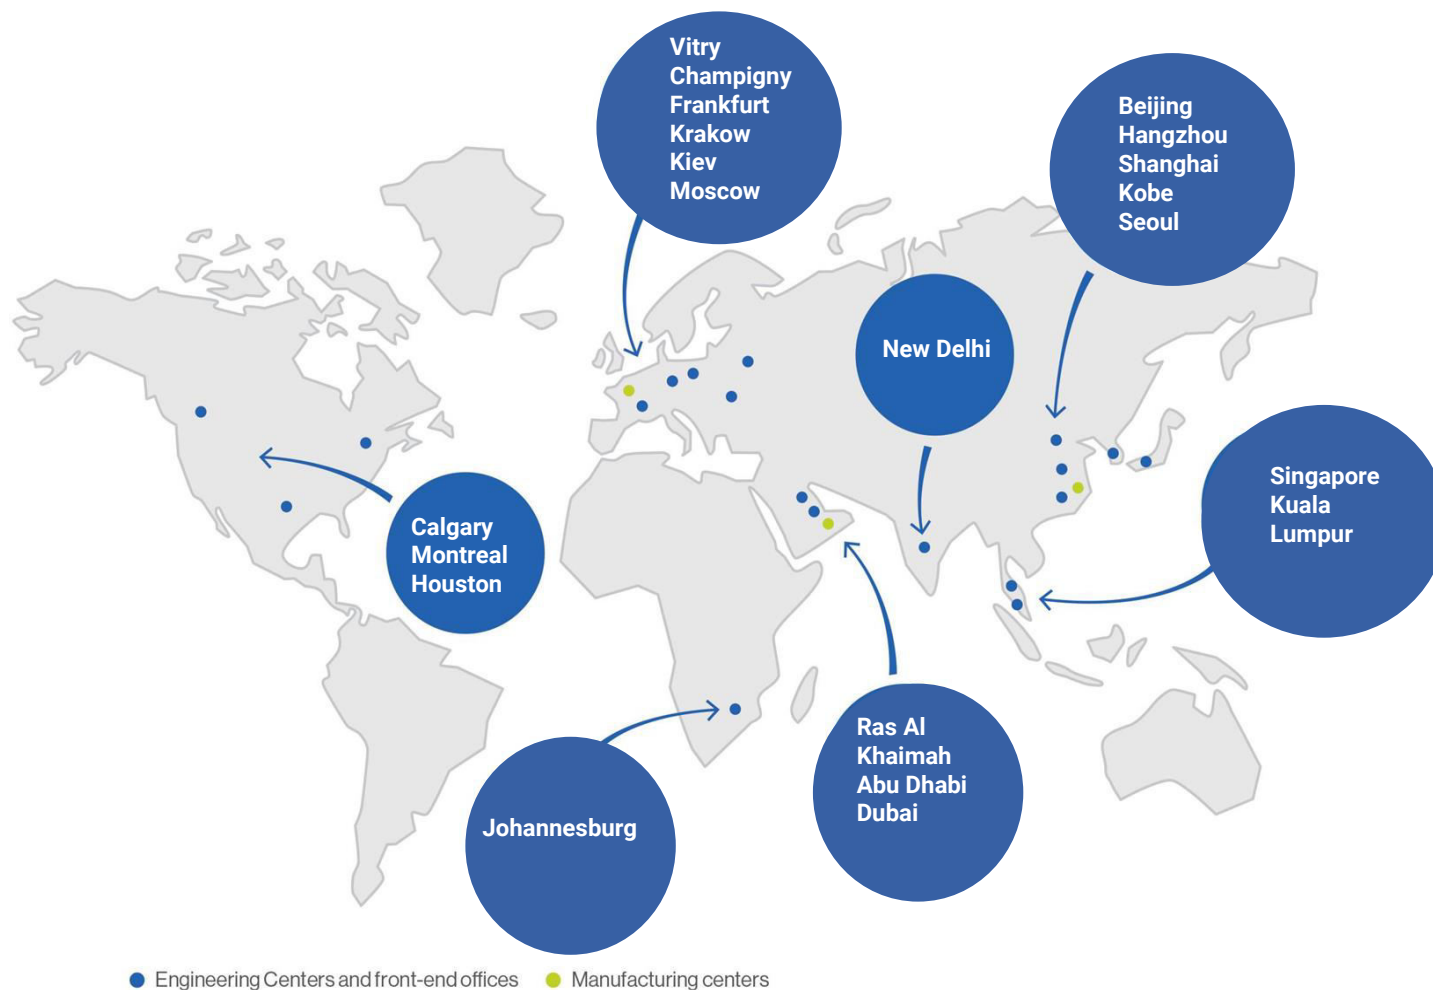 Vitry
Champigny
Frankfurt
Krakow
Kiev
Moscow
Beijing
Hangzhou
Shanghai
Kobe
Seoul
New Delhi
Singapore
Kuala
Lumpur
Calgary
Montreal
Houston
Ras Al
Khaimah
Abu Dhabi
Dubai
Johannesburg
Engineering Centers and front-end offices
Manufacturing centers